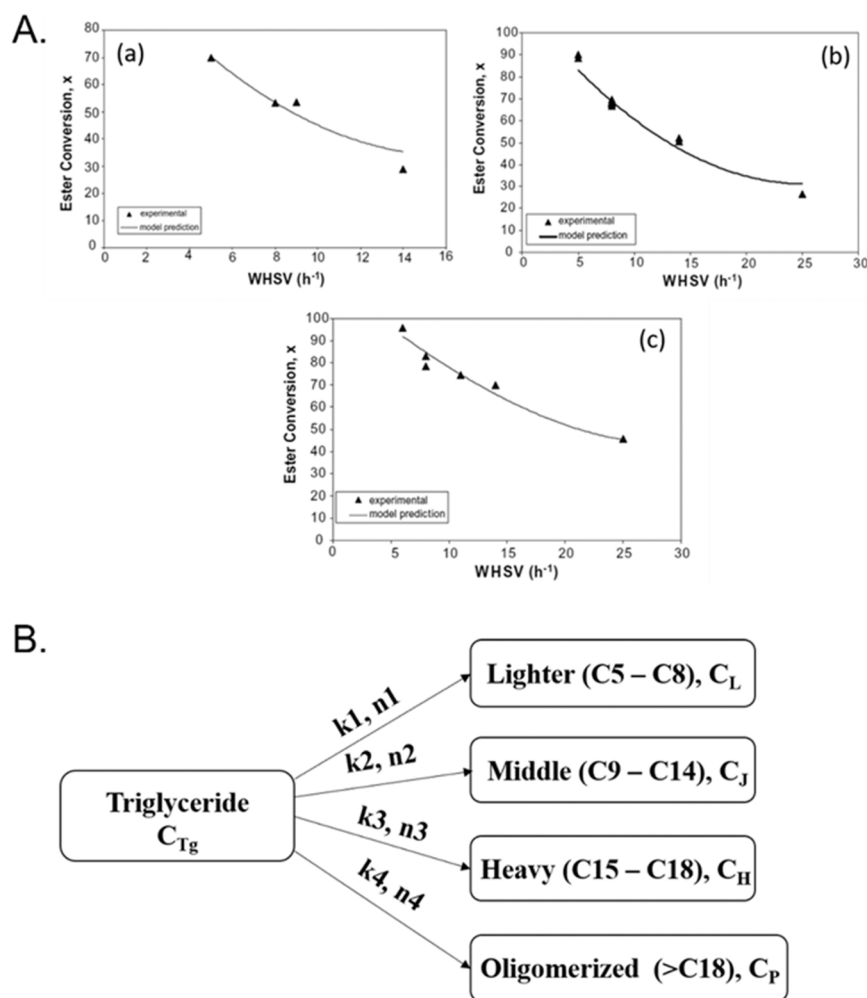 A.
(a)
80
70
60
50
40
30
20
10
0
Ester Conversion, x
experimental
model prediction
0 2 4 6 8 10 12 14 16
WHSV (h⁻¹)
(b)
100
90
80
70
60
50
40
30
20
10
0
Ester Conversion, x
experimental
model prediction
0 5 10 15 20 25 30
WHSV (h⁻¹)
(c)
100
90
80
70
60
50
40
30
20
10
0
Ester Conversion, x
experimental
model prediction
0 5 10 15 20 25 30
WHSV (h⁻¹)
B.
Triglyceride
C_Tg
k1, n1
k2, n2
k3, n3
k4, n4
Lighter (C5 – C8), C_L
Middle (C9 – C14), C_J
Heavy (C15 – C18), C_H
Oligomerized (>C18), C_P